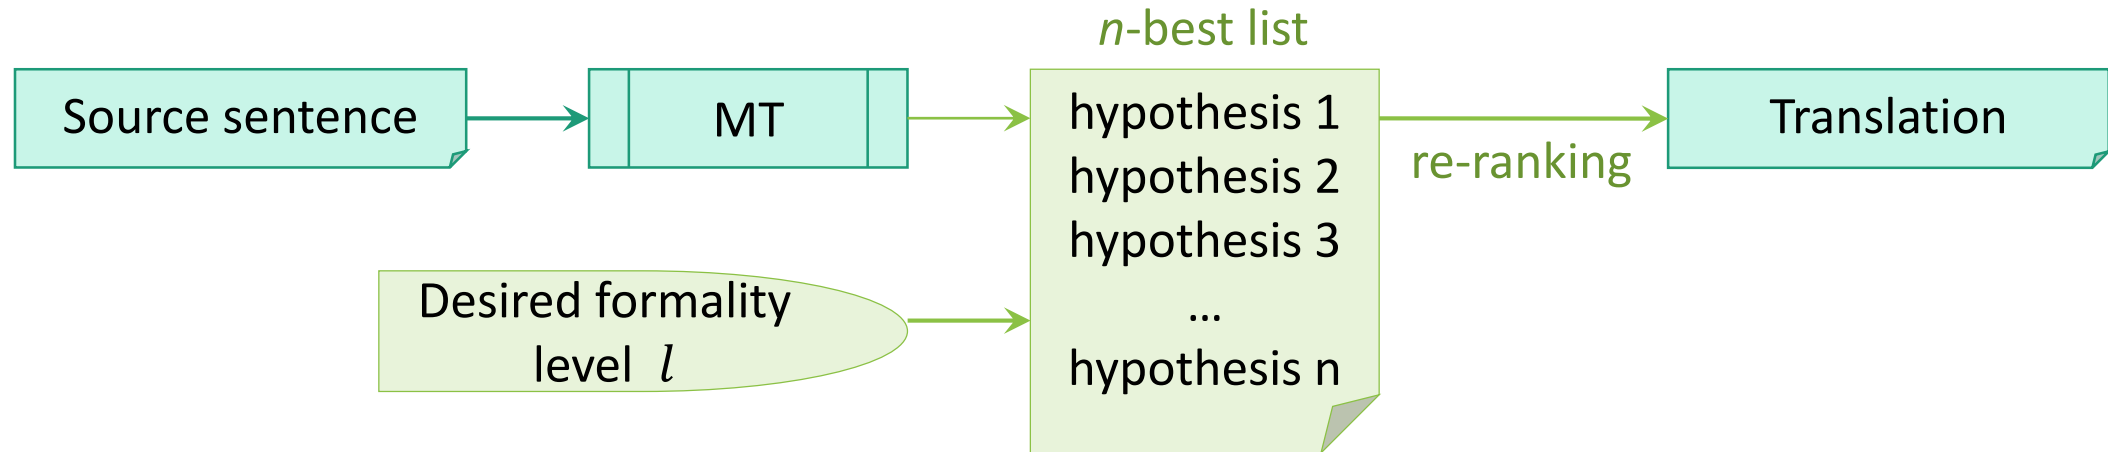 n-best list
Source sentence
MT
hypothesis 1
hypothesis 2
hypothesis 3
...
hypothesis n
re-ranking
Translation
Desired formality
level l